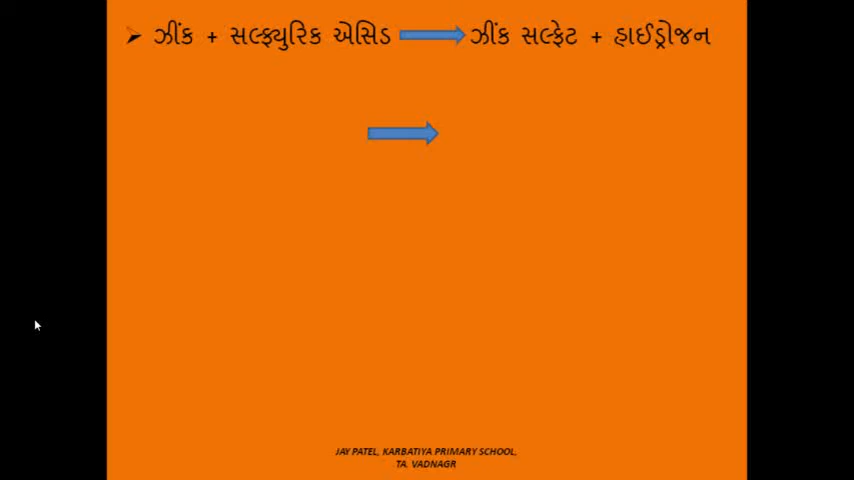 ઝીંક + સલ્ફ્યુરિક એસિડ ઝીંક સલ્ફેટ + હાઈડ્રોજન
JAY PATEL, KARBATIYA PRIMARY SCHOOL,
TA. VADNAGR